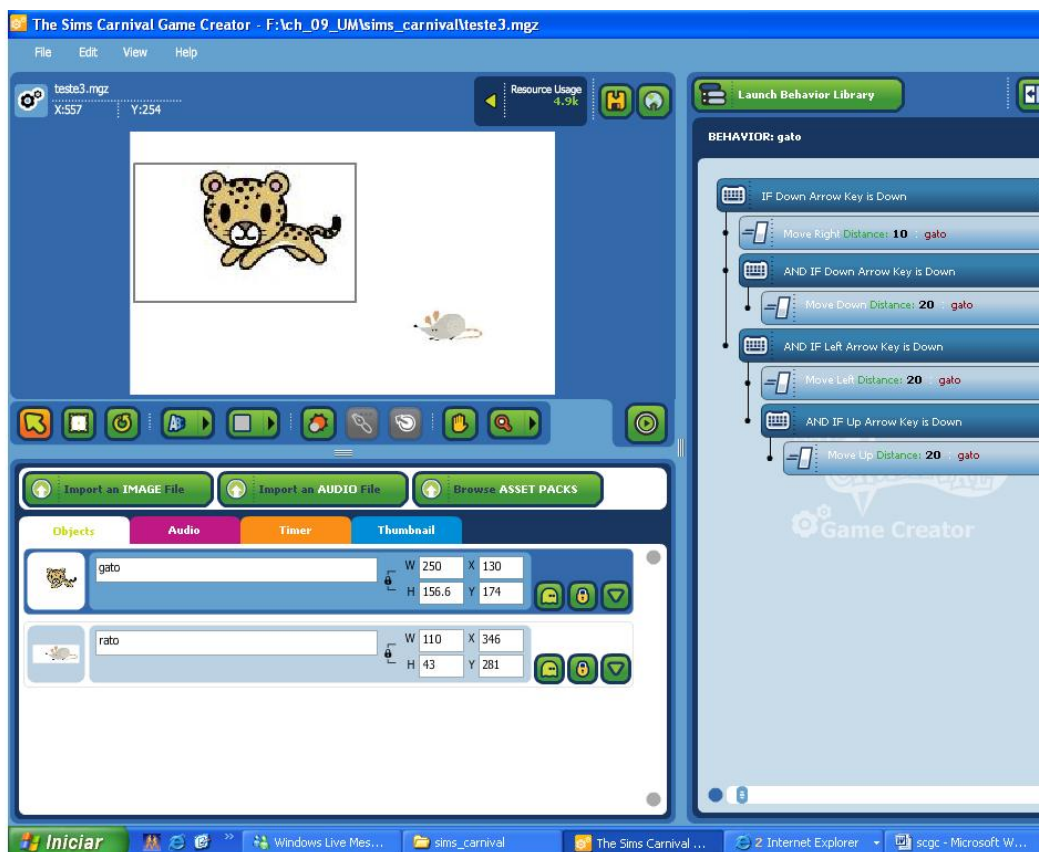 The Sims Carnival Game Creator - F:\ch_09_UM\sims_carnival\teste3.mgz
File Edit View Help
teste3.mgz
X:557 Y:254
Resource Usage
4.9k
Launch Behavior Library
BEHAVIOR: gato
IF Down Arrow Key is Down
Move Right Distance: 10 : gato
AND IF Down Arrow Key is Down
Move Down Distance: 20 : gato
AND IF Left Arrow Key is Down
Move Left Distance: 20 : gato
AND IF Up Arrow Key is Down
Move Up Distance: 20 : gato
Game Creator
Import an IMAGE File
Import an AUDIO File
Browse ASSET PACKS
Objects Audio Timer Thumbnail
gato
W 250 X 130
H 156.6 Y 174
rato
W 110 X 346
H 43 Y 281
Iniciar
Windows Live Mes...
sims_carnival
The Sims Carnival ...
2 Internet Explorer
scgc - Microsoft W...